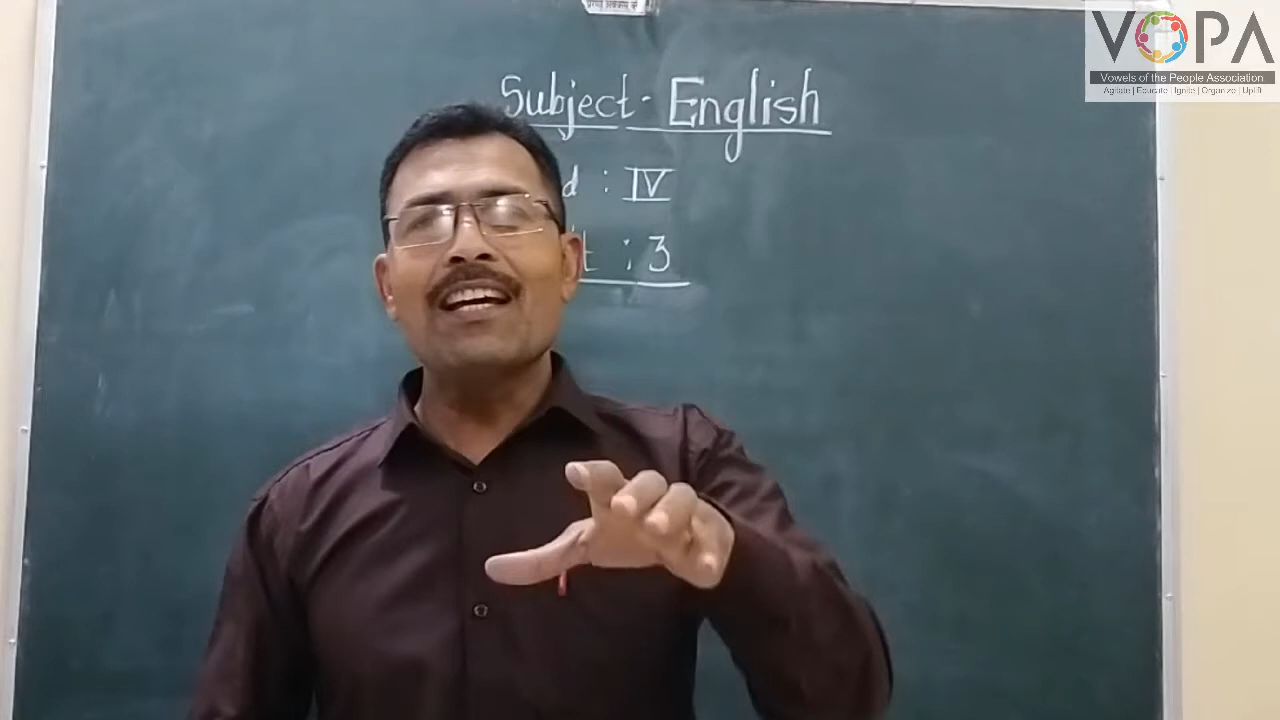 VOPA
Vowels of the People Association
Agitate | Educate | Ignite | Organize | Uplift
Subject - English
d : IV
t : 3